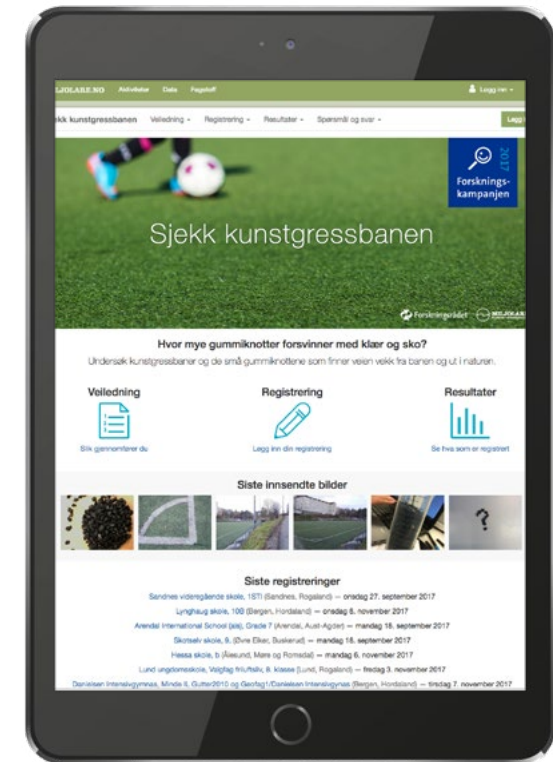 MILJOLARE.NO Aktiviteter Data Fagstoff Logg inn
kunstgressbanen Veiledning Registrering Resultater Spørsmål og svar Legg
2017
Forsknings-
kampanjen
Sjekk kunstgressbanen
Forskningsrådet MILJØLÆRE
Hvor mye gummiknotter forsvinner med klær og sko?
Undersøk kunstgressbaner og de små gummiknottene som finner veien vekk fra banen og ut i naturen.
Veiledning Registrering Resultater
Slik gjennomfører du Legg inn din registrering Se hva som er registrert
Siste innsendte bilder
?
Siste registreringer
Sandnes videregående skole, 1STI (Sandnes, Rogaland) — onsdag 27. september 2017
Lynghaug skole, 10B (Bergen, Hordaland) — onsdag 8. november 2017
Arendal International School (ais), Grade 7 (Arendal, Aust-Agder) — mandag 18. september 2017
Skotselv skole, 9. (Øvre Eiker, Buskerud) — mandag 18. september 2017
Hessa skole, b (Ålesund, Møre og Romsdal) — mandag 6. november 2017
Lund ungdomsskole, Valgfag friluftsliv, 8. klasse (Lund, Rogaland) — fredag 3. november 2017
Danielsen Intensivgymnas, Minde IL Gutter2010 og Geofag1/Danielsen Intensivgynas (Bergen, Hordaland) — tirsdag 7. november 2017